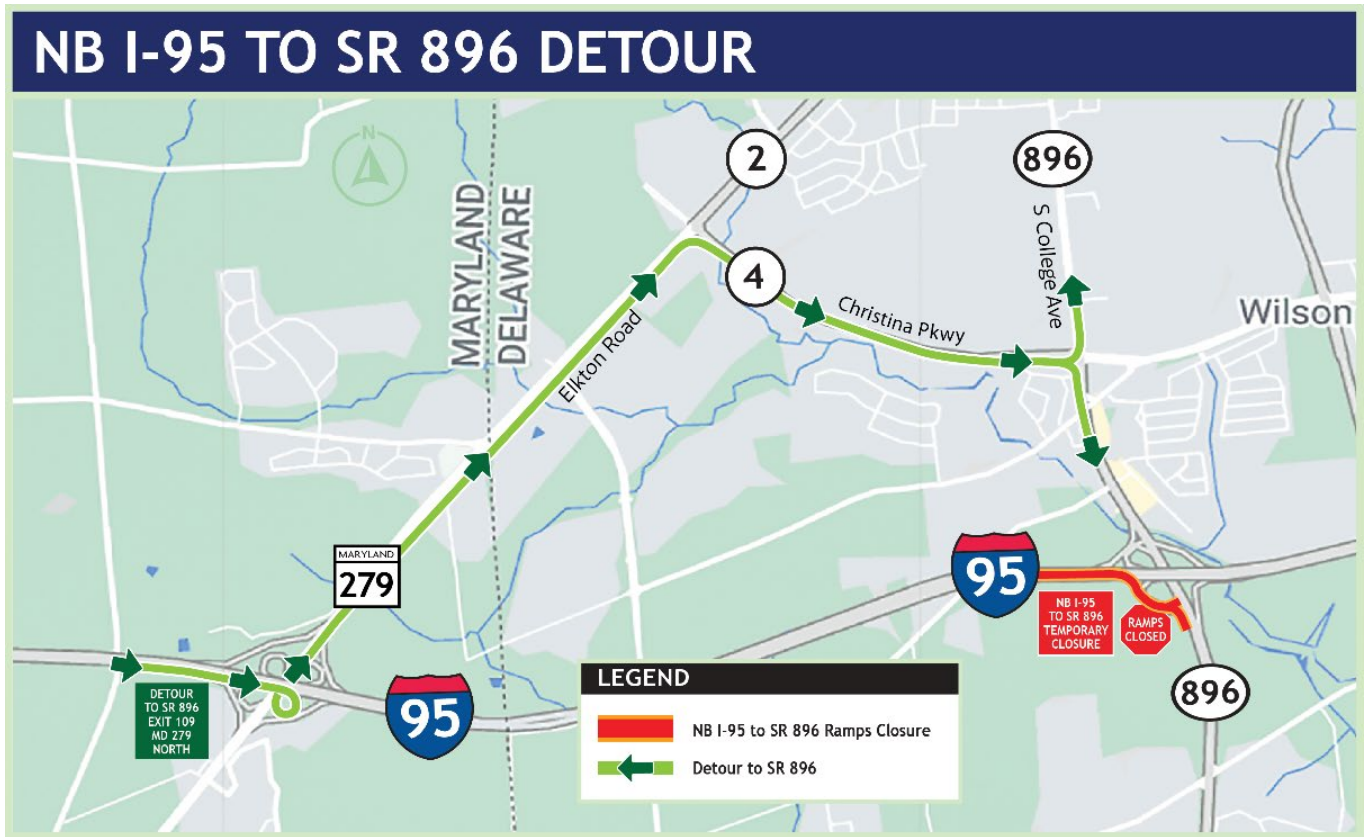 NB I-95 TO SR 896 DETOUR
N
MARYLAND
DELAWARE
2
896
S College Ave
4
Christina Pkwy
Wilson
Elkton Road
MARYLAND
279
95
NB I-95
TO SR 896
TEMPORARY
CLOSURE
RAMPS
CLOSED
896
DETOUR
TO SR 896
EXIT 109
MD 279
NORTH
95
LEGEND
NB I-95 to SR 896 Ramps Closure
Detour to SR 896